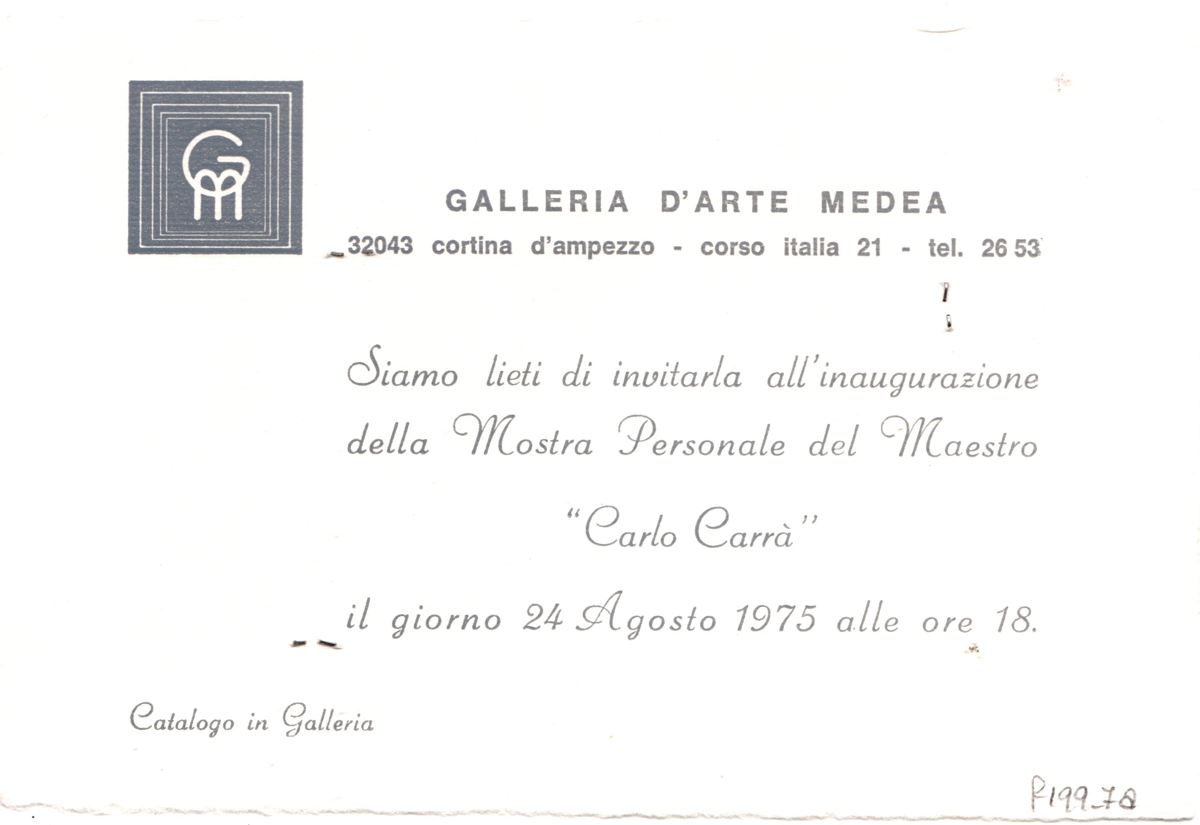 GM
GALLERIA D'ARTE MEDEA
32043 cortina d'ampezzo - corso italia 21 - tel. 26 53
Siamo lieti di invitarla all'inaugurazione
della Mostra Personale del Maestro
"Carlo Carrà"
il giorno 24 Agosto 1975 alle ore 18.
Catalogo in Galleria